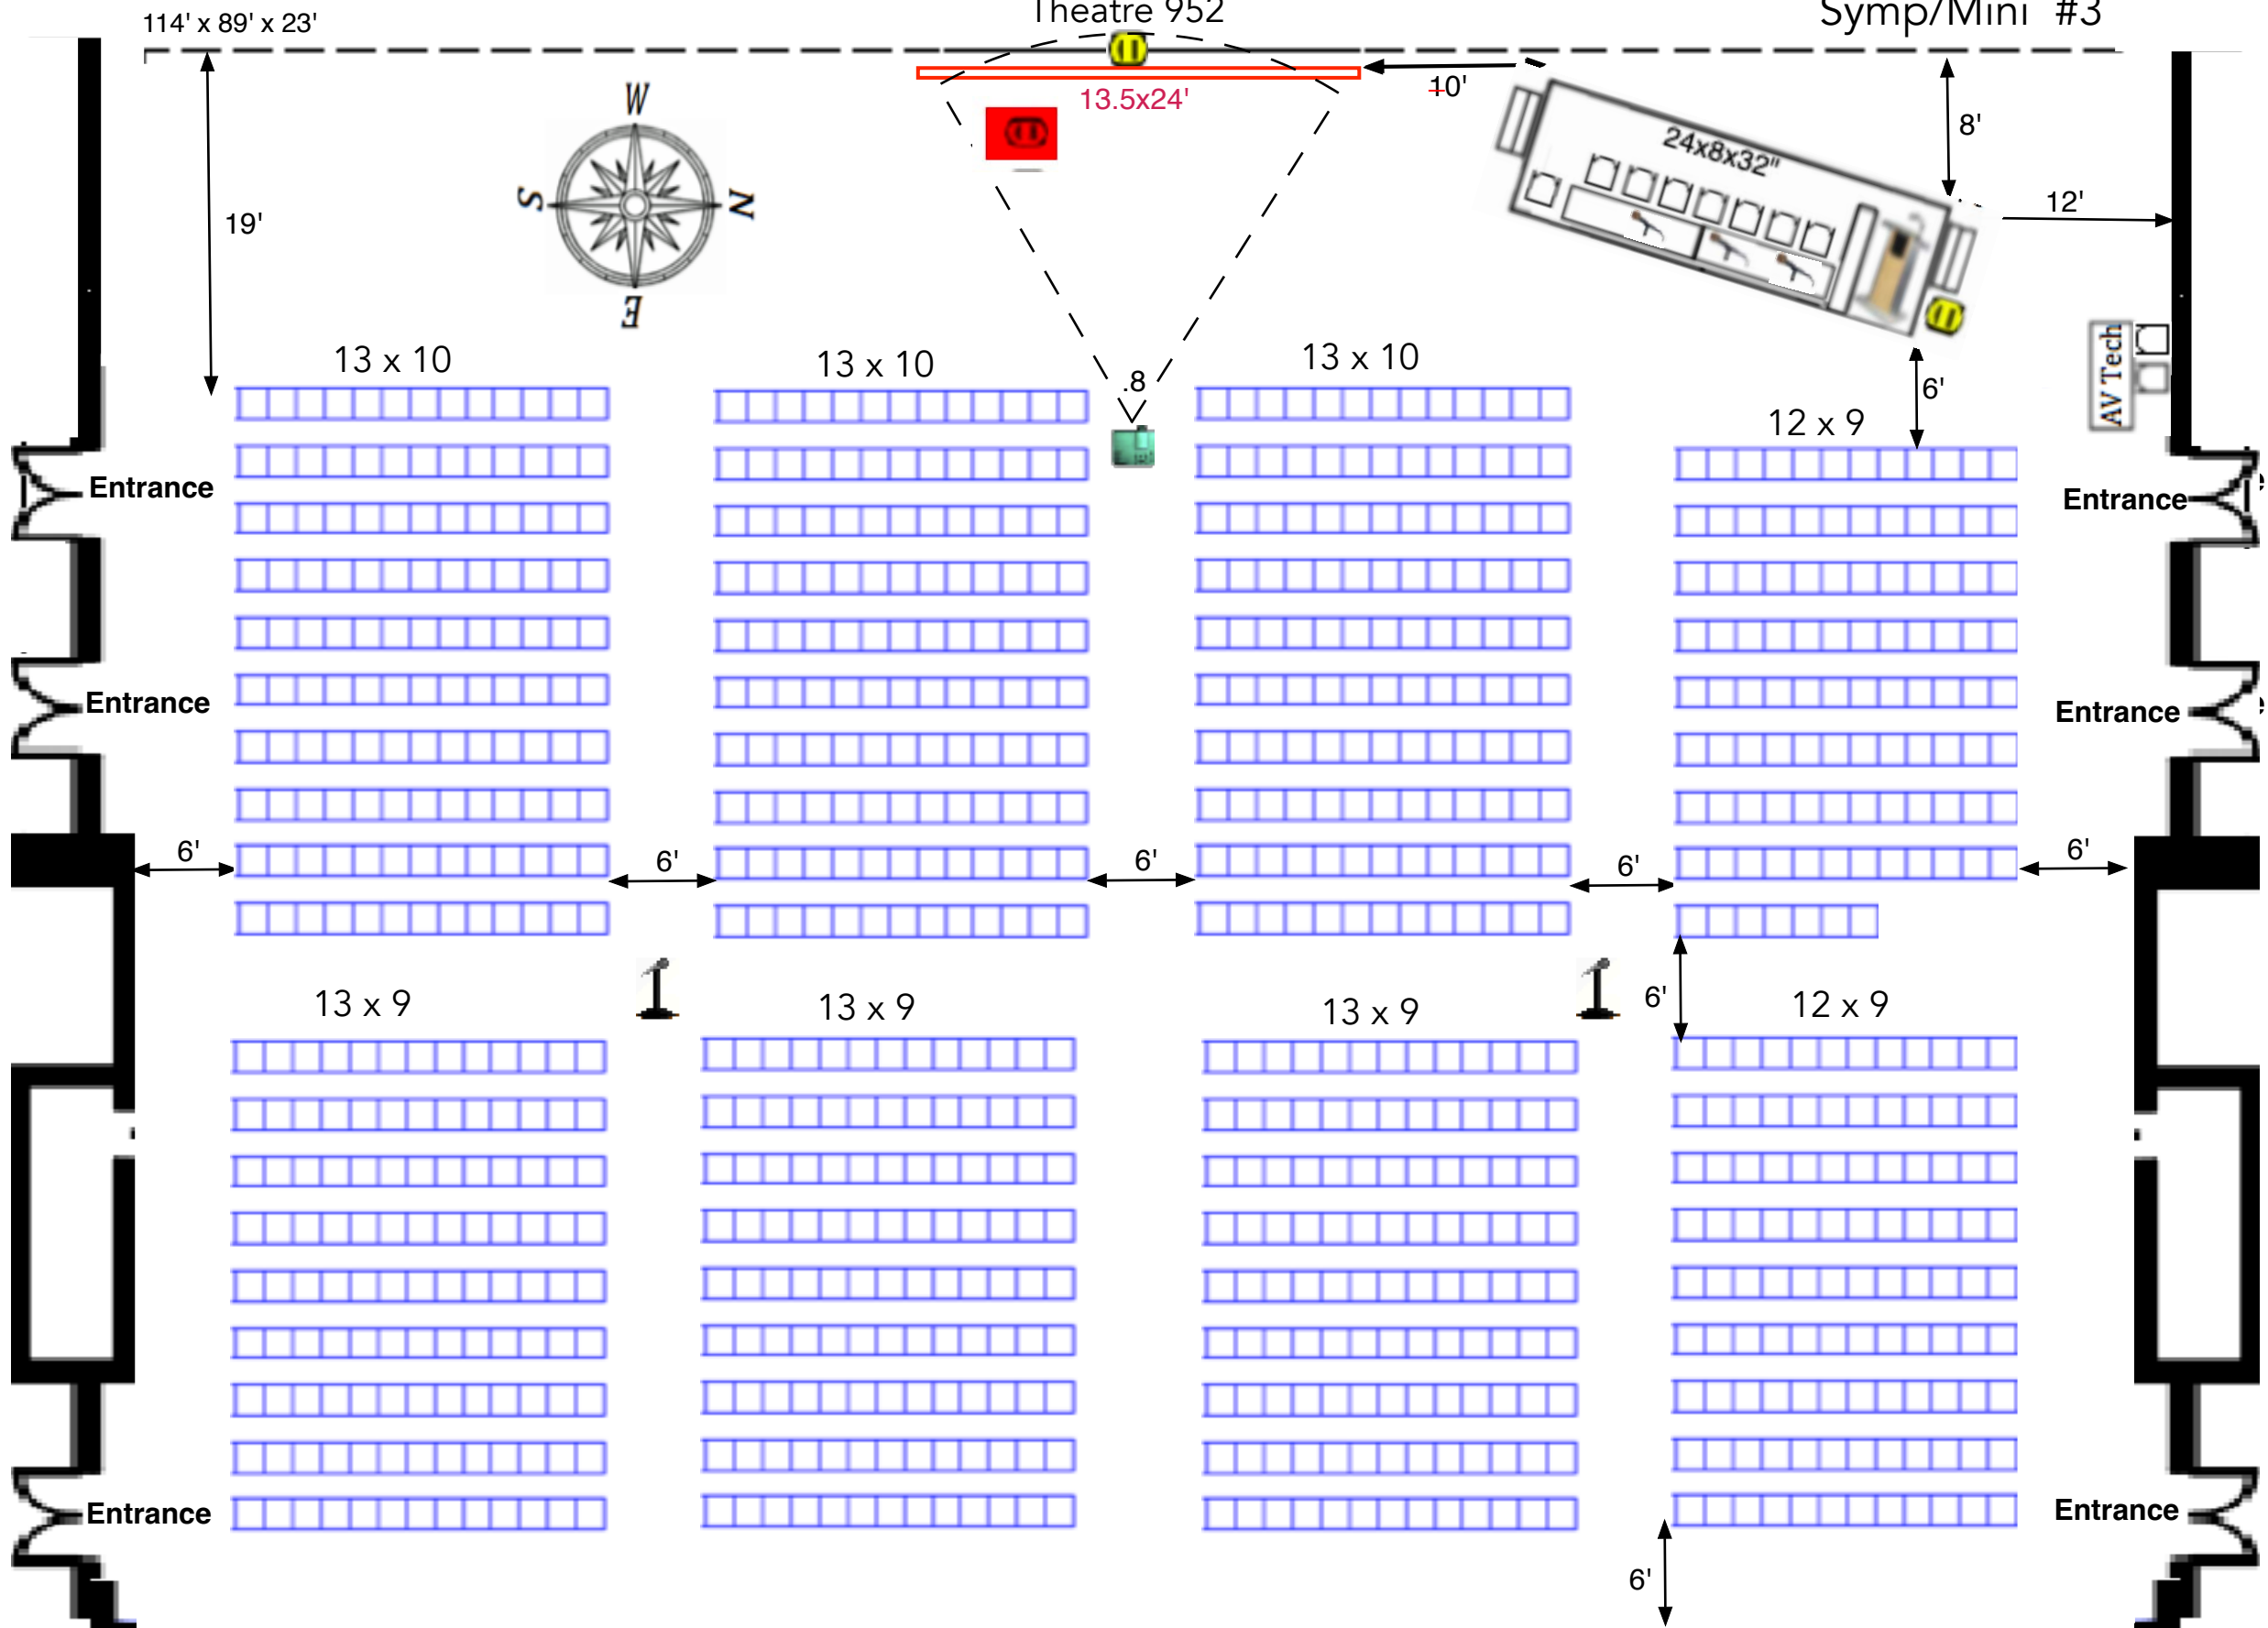 Theatre 952
Symp/Mini #3
114' x 89' x 23'
10'
13.5x24'
W
S
N
E
24x8x32"
8'
12'
19'
AV Tech
13 x 10
13 x 10
13 x 10
.8
6'
12 x 9
Entrance
Entrance
Entrance
Entrance
6'
6'
6'
6'
6'
6'
13 x 9
13 x 9
13 x 9
12 x 9
Entrance
Entrance
6'